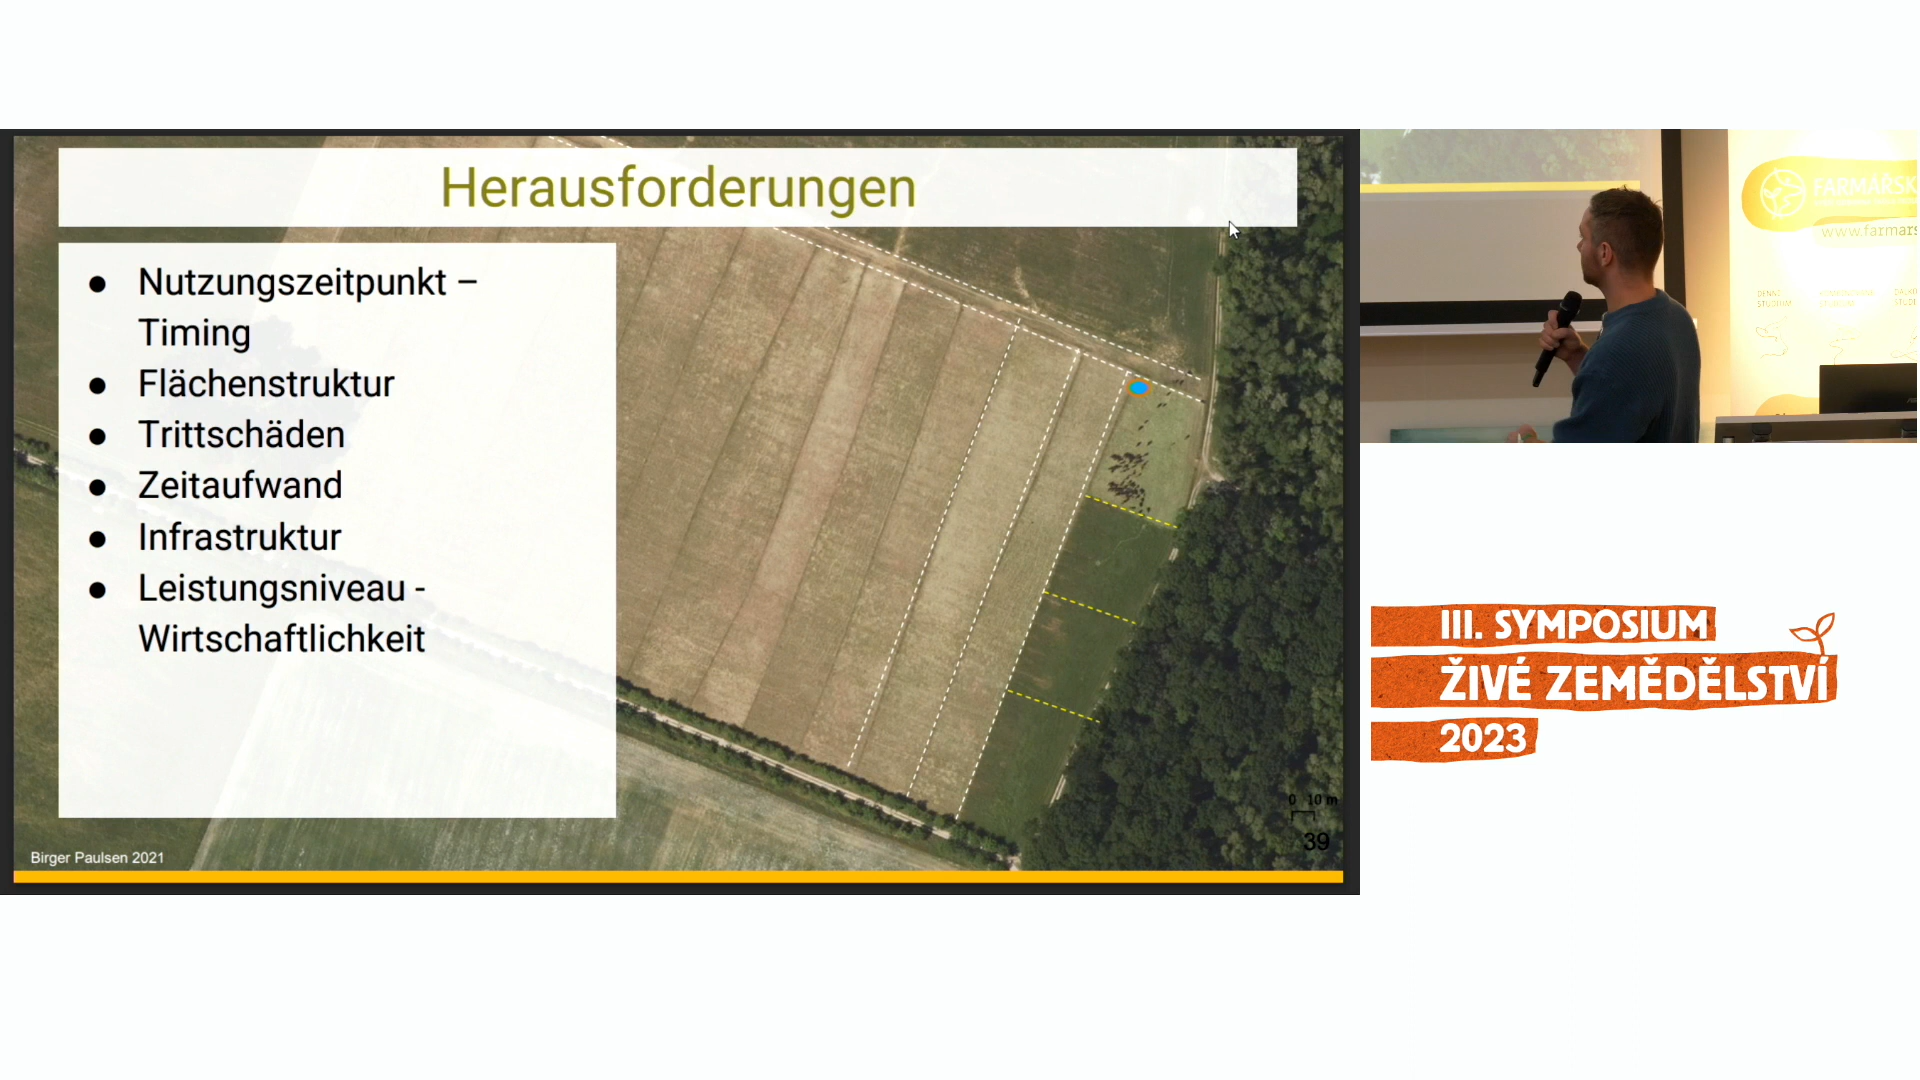 Herausforderungen
● Nutzungszeitpunkt –
Timing
● Flächenstruktur
● Trittschäden
● Zeitaufwand
● Infrastruktur
● Leistungsniveau -
Wirtschaftlichkeit
0 10 m
39
Birger Paulsen 2021
FARMÁŘSK
www.farmars
III. SYMPOSIUM
ŽIVÉ ZEMĚDĚLSTVÍ
2023